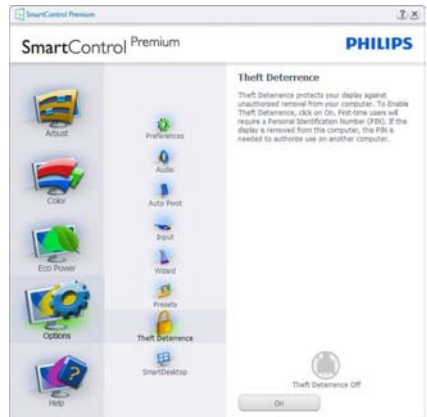 SmartControl Premium
SmartControl Premium
PHILIPS
Adjust
Color
Eco Power
Options
Help
Preferences
Audio
Auto Pivot
Input
Wizard
Presets
Theft Deterrence
SmartDesktop
Theft Deterrence
Theft Deterrence protects your display against
unauthorized removal from your computer. To Enable
Theft Deterrence, click on On. First-time users will
require a Personal Identification Number (PIN). If the
display is removed from this computer, this PIN is
needed to authorize use on another computer.
Theft Deterrence Off
On